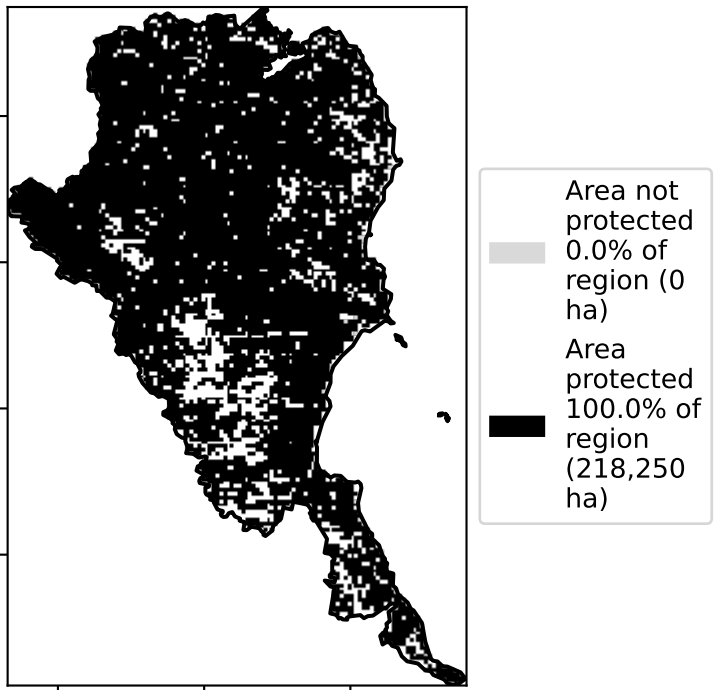 Area not
protected
0.0% of
region (0
ha)
Area
protected
100.0% of
region
(218,250
ha)